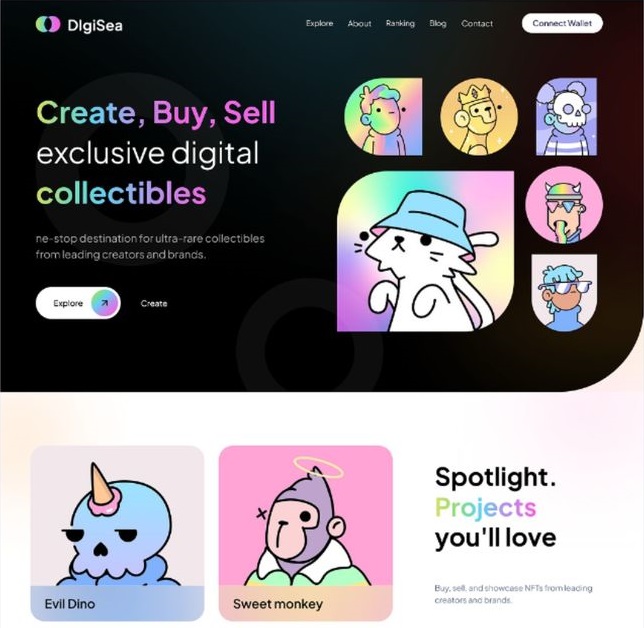 DIgiSea
Explore About Ranking Blog Contact Connect Wallet
Create, Buy, Sell
exclusive digital
collectibles
ne-stop destination for ultra-rare collectibles
from leading creators and brands.
Explore Create
Evil Dino
Sweet monkey
Spotlight.
Projects
you'll love
Buy, sell, and showcase NFTs from leading
creators and brands.